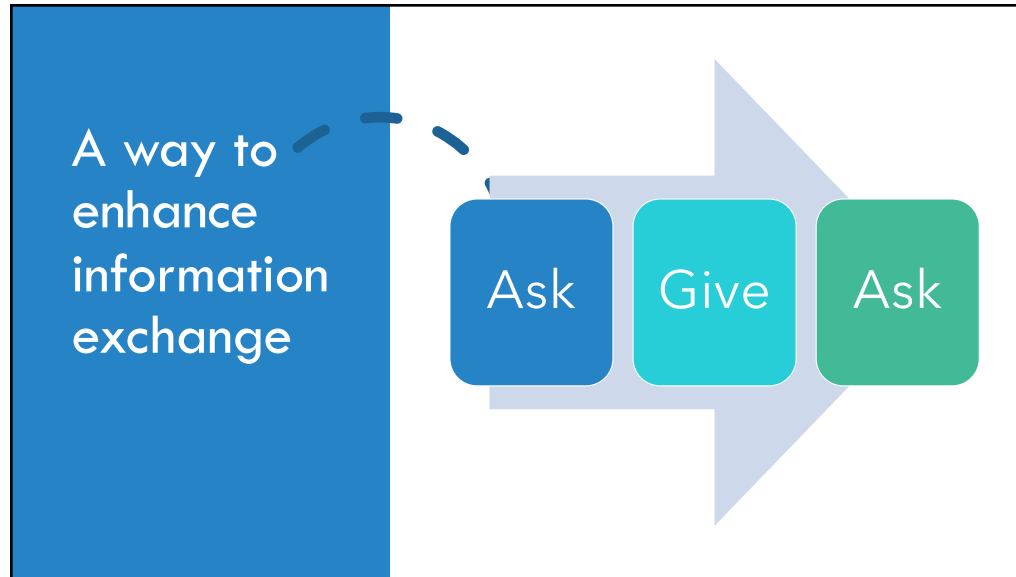 A way to
enhance
information
exchange
Ask
Give
Ask